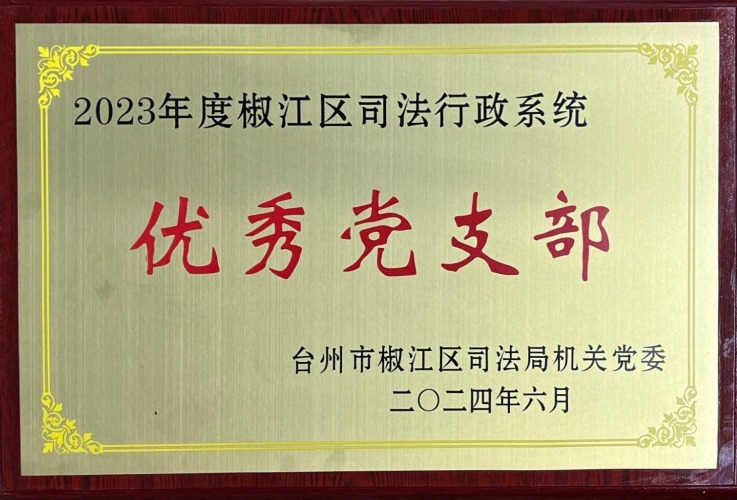 2023年度椒江区司法行政系统
优秀党支部
台州市椒江区司法局机关党委
二〇二四年六月